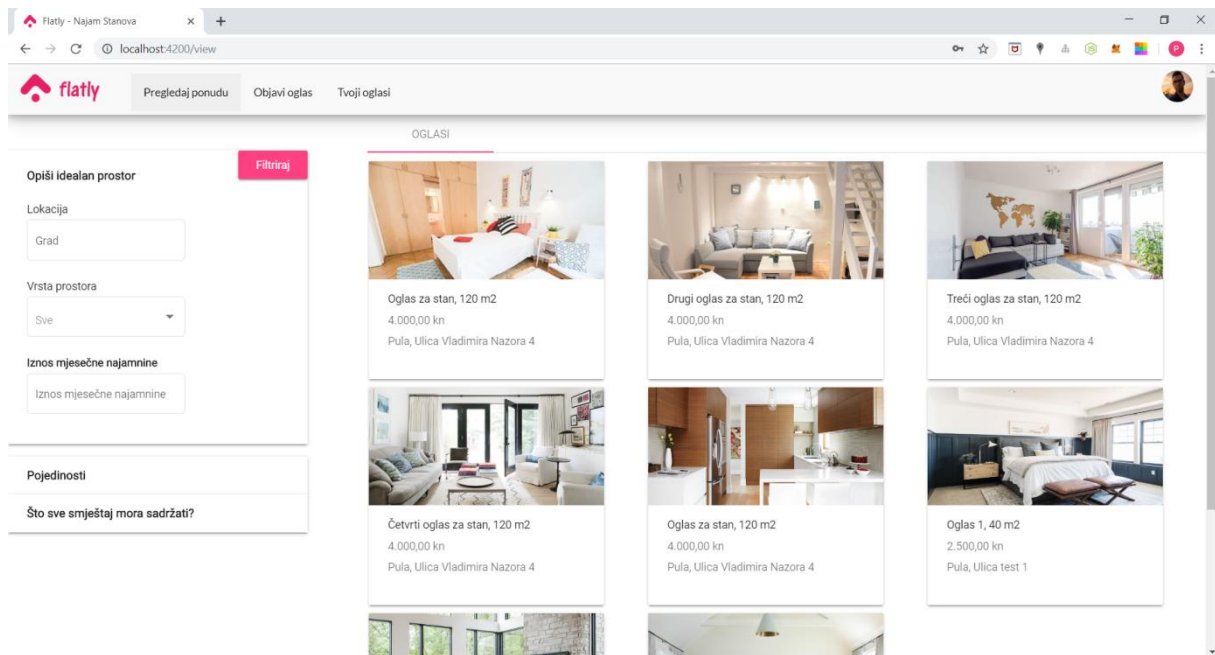 Flatly - Najam Stanova
localhost:4200/view
P
flatly
Pregledaj ponudu
Objavi oglas
Tvoji oglasi
OGLASI
Opiši idealan prostor
Filtriraj
Lokacija
Grad
Vrsta prostora
Sve
Iznos mjesečne najamnine
Iznos mjesečne najamnine
Pojedinosti
Što sve smještaj mora sadržati?
Oglas za stan, 120 m2
4.000,00 kn
Pula, Ulica Vladimira Nazora 4
Drugi oglas za stan, 120 m2
4.000,00 kn
Pula, Ulica Vladimira Nazora 4
Treći oglas za stan, 120 m2
4.000,00 kn
Pula, Ulica Vladimira Nazora 4
Četvrti oglas za stan, 120 m2
4.000,00 kn
Pula, Ulica Vladimira Nazora 4
Oglas za stan, 120 m2
4.000,00 kn
Pula, Ulica Vladimira Nazora 4
Oglas 1, 40 m2
2.500,00 kn
Pula, Ulica test 1